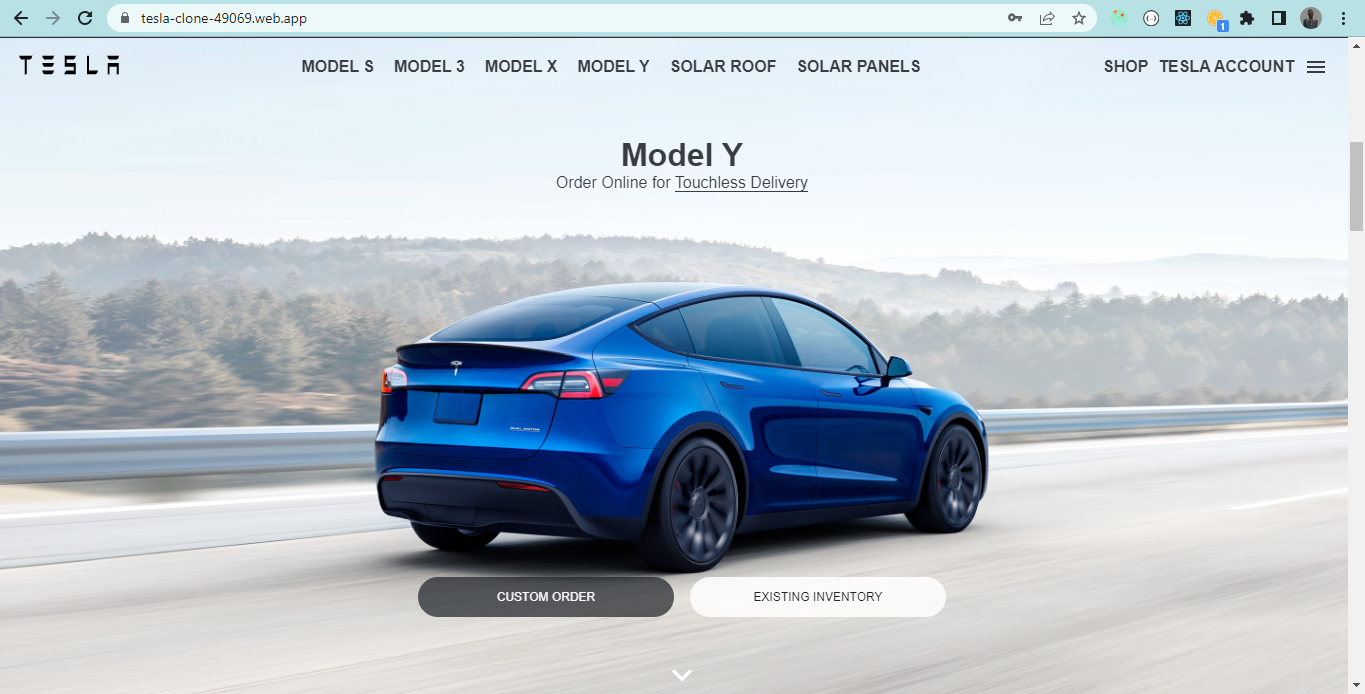 tesla-clone-49069.web.app
1
TESLA
MODEL S MODEL 3 MODEL X MODEL Y SOLAR ROOF SOLAR PANELS SHOP TESLA ACCOUNT
Model Y
Order Online for Touchless Delivery
CUSTOM ORDER
EXISTING INVENTORY